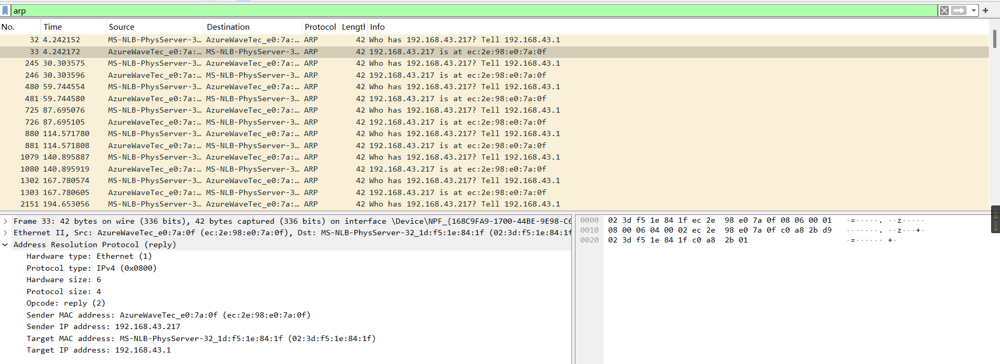 arp
No. Time Source Destination Protocol Length Info
32 4.242152 MS-NLB-PhysServer-3… AzureWaveTec_e0:7a:… ARP 42 Who has 192.168.43.217? Tell 192.168.43.1
33 4.242172 AzureWaveTec_e0:7a:… MS-NLB-PhysServer-3… ARP 42 192.168.43.217 is at ec:2e:98:e0:7a:0f
245 30.303575 MS-NLB-PhysServer-3… AzureWaveTec_e0:7a:… ARP 42 Who has 192.168.43.217? Tell 192.168.43.1
246 30.303596 AzureWaveTec_e0:7a:… MS-NLB-PhysServer-3… ARP 42 192.168.43.217 is at ec:2e:98:e0:7a:0f
480 59.744554 MS-NLB-PhysServer-3… AzureWaveTec_e0:7a:… ARP 42 Who has 192.168.43.217? Tell 192.168.43.1
481 59.744580 AzureWaveTec_e0:7a:… MS-NLB-PhysServer-3… ARP 42 192.168.43.217 is at ec:2e:98:e0:7a:0f
725 87.695076 MS-NLB-PhysServer-3… AzureWaveTec_e0:7a:… ARP 42 Who has 192.168.43.217? Tell 192.168.43.1
726 87.695105 AzureWaveTec_e0:7a:… MS-NLB-PhysServer-3… ARP 42 192.168.43.217 is at ec:2e:98:e0:7a:0f
880 114.571780 MS-NLB-PhysServer-3… AzureWaveTec_e0:7a:… ARP 42 Who has 192.168.43.217? Tell 192.168.43.1
881 114.571808 AzureWaveTec_e0:7a:… MS-NLB-PhysServer-3… ARP 42 192.168.43.217 is at ec:2e:98:e0:7a:0f
1079 140.895887 MS-NLB-PhysServer-3… AzureWaveTec_e0:7a:… ARP 42 Who has 192.168.43.217? Tell 192.168.43.1
1080 140.895919 AzureWaveTec_e0:7a:… MS-NLB-PhysServer-3… ARP 42 192.168.43.217 is at ec:2e:98:e0:7a:0f
1302 167.780574 MS-NLB-PhysServer-3… AzureWaveTec_e0:7a:… ARP 42 Who has 192.168.43.217? Tell 192.168.43.1
1303 167.780605 AzureWaveTec_e0:7a:… MS-NLB-PhysServer-3… ARP 42 192.168.43.217 is at ec:2e:98:e0:7a:0f
2151 194.653056 MS-NLB-PhysServer-3… AzureWaveTec_e0:7a:… ARP 42 Who has 192.168.43.217? Tell 192.168.43.1
Frame 33: 42 bytes on wire (336 bits), 42 bytes captured (336 bits) on interface \Device\NPF_{168C9FA9-1700-44BE-9E98-C6
Ethernet II, Src: AzureWaveTec_e0:7a:0f (ec:2e:98:e0:7a:0f), Dst: MS-NLB-PhysServer-32_1d:f5:1e:84:1f (02:3d:f5:1e:84:1f
Address Resolution Protocol (reply)
Hardware type: Ethernet (1)
Protocol type: IPv4 (0x0800)
Hardware size: 6
Protocol size: 4
Opcode: reply (2)
Sender MAC address: AzureWaveTec_e0:7a:0f (ec:2e:98:e0:7a:0f)
Sender IP address: 192.168.43.217
Target MAC address: MS-NLB-PhysServer-32_1d:f5:1e:84:1f (02:3d:f5:1e:84:1f)
Target IP address: 192.168.43.1
0000 02 3d f5 1e 84 1f ec 2e 98 e0 7a 0f 08 06 00 01 ·=·····. ··z·····
0010 08 00 06 04 00 02 ec 2e 98 e0 7a 0f c0 a8 2b d9 ·······. ··z···+·
0020 02 3d f5 1e 84 1f c0 a8 2b 01 ·=······ +·